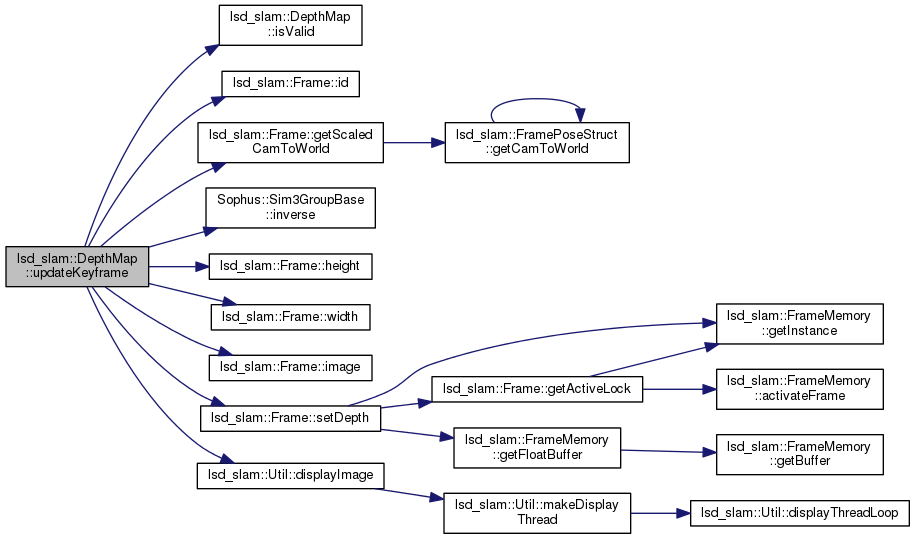 lsd_slam::DepthMap
::isValid
lsd_slam::Frame::id
lsd_slam::Frame::getScaled
CamToWorld
lsd_slam::FramePoseStruct
::getCamToWorld
Sophus::Sim3GroupBase
::inverse
lsd_slam::DepthMap
::updateKeyframe
lsd_slam::Frame::height
lsd_slam::Frame::width
lsd_slam::FrameMemory
::getInstance
lsd_slam::Frame::image
lsd_slam::Frame::getActiveLock
lsd_slam::FrameMemory
::activateFrame
lsd_slam::Frame::setDepth
lsd_slam::FrameMemory
::getFloatBuffer
lsd_slam::FrameMemory
::getBuffer
lsd_slam::Util::displayImage
lsd_slam::Util::makeDisplay
Thread
lsd_slam::Util::displayThreadLoop